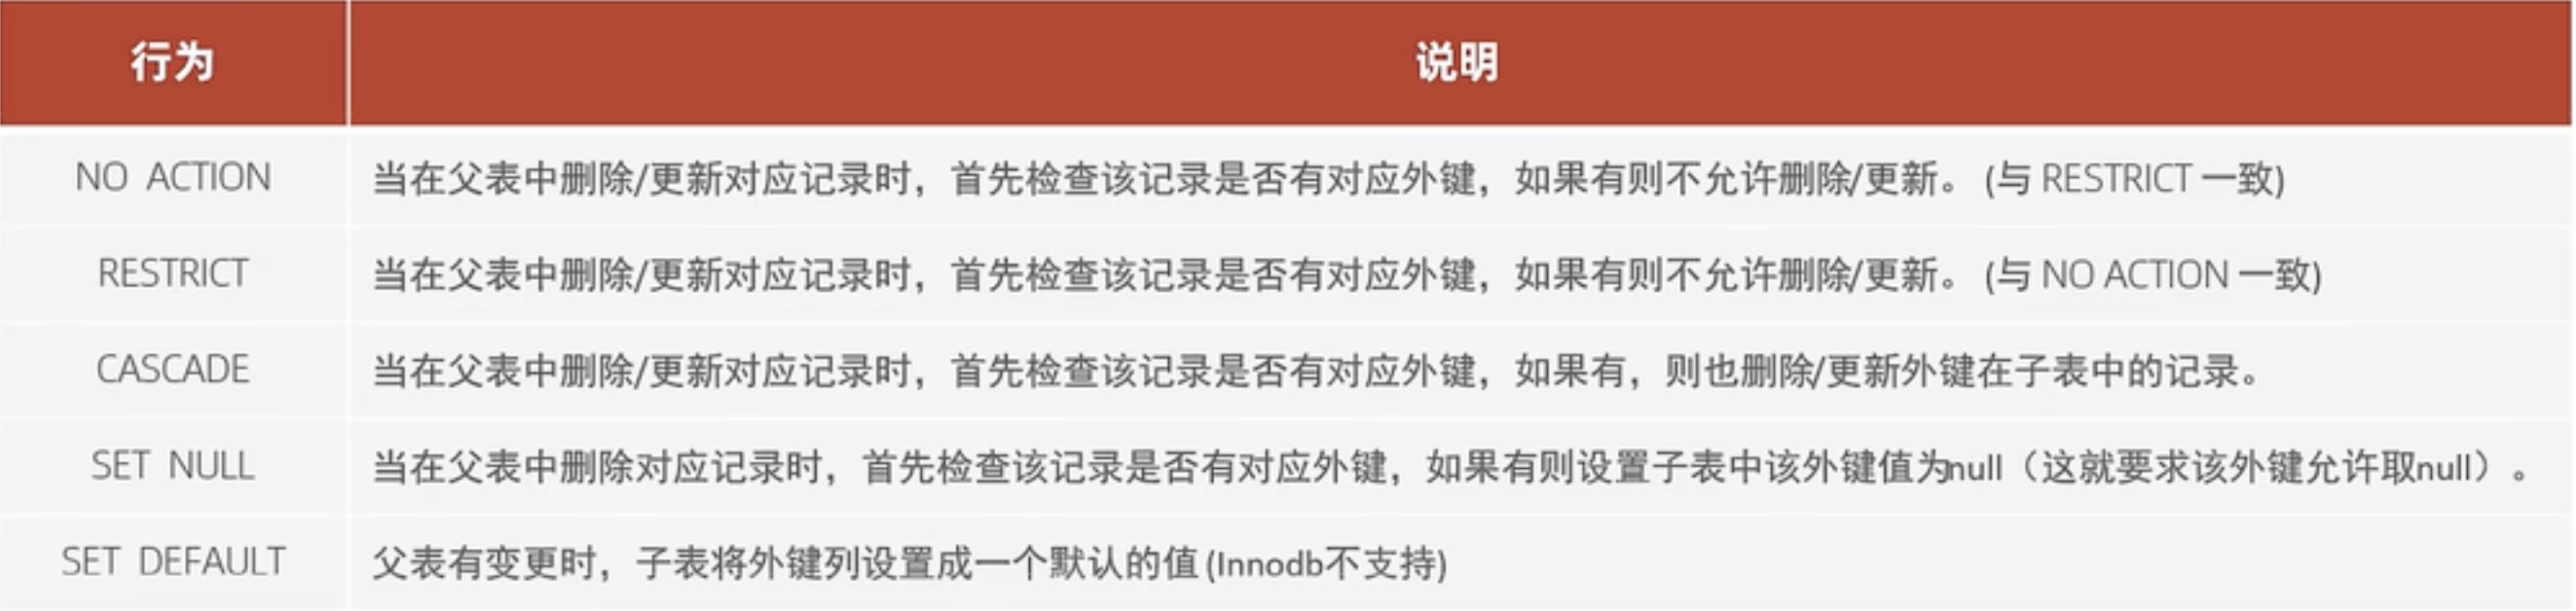 行为 说明
NO ACTION 当在父表中删除/更新对应记录时，首先检查该记录是否有对应外键，如果有则不允许删除/更新。(与 RESTRICT 一致)
RESTRICT 当在父表中删除/更新对应记录时，首先检查该记录是否有对应外键，如果有则不允许删除/更新。(与 NO ACTION 一致)
CASCADE 当在父表中删除/更新对应记录时，首先检查该记录是否有对应外键，如果有，则也删除/更新外键在子表中的记录。
SET NULL 当在父表中删除对应记录时，首先检查该记录是否有对应外键，如果有则设置子表中该外键值为null（这就要求该外键允许取null）。
SET DEFAULT 父表有变更时，子表将外键列设置成一个默认的值 (Innodb不支持)